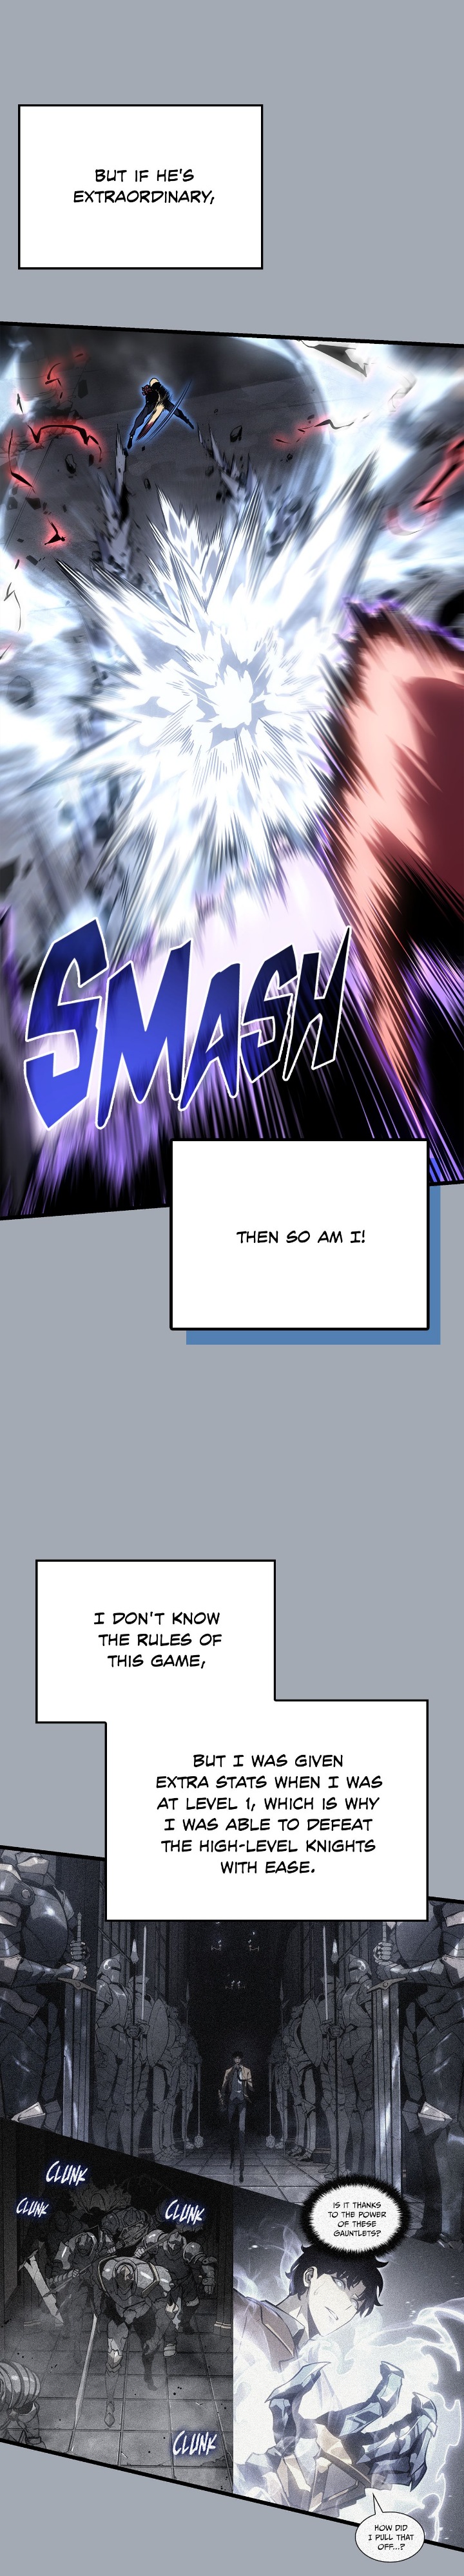 BUT IF HE'S
EXTRAORDINARY,
SMASH
THEN SO AM I!
I DON'T KNOW
THE RULES OF
THIS GAME,
BUT I WAS GIVEN
EXTRA STATS WHEN I WAS
AT LEVEL 1, WHICH IS WHY
I WAS ABLE TO DEFEAT
THE HIGH-LEVEL KNIGHTS
WITH EASE.
CLUNK
CLUNK
CLUNK
IS IT THANKS
TO THE POWER
OF THESE
GAUNTLETS?
CLUNK
HOW DID
I PULL THAT
OFF...?